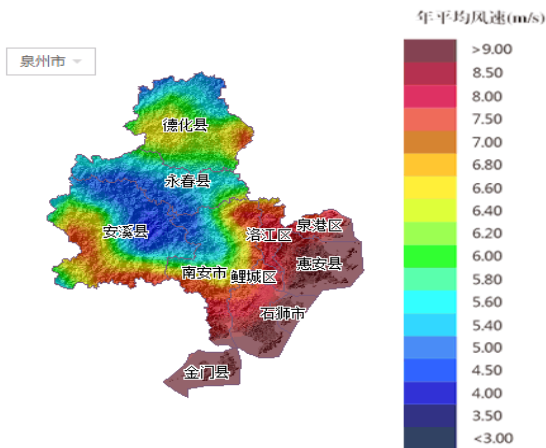 年平均风速(m/s)
泉州市
>9.00
8.50
8.00
7.50
7.00
6.80
6.60
6.40
6.20
6.00
5.80
5.60
5.40
5.00
4.50
4.00
3.50
<3.00
德化县
永春县
安溪县
洛江区
泉港区
惠安县
南安市
鲤城区
石狮市
金门县